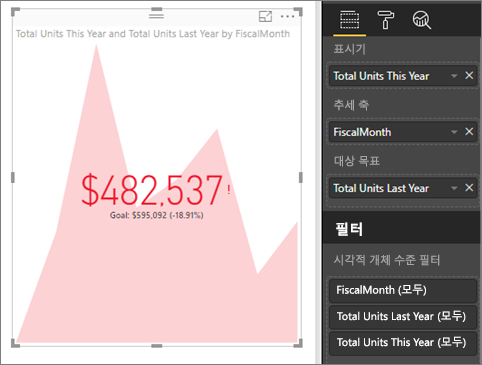 Total Units This Year and Total Units Last Year by FiscalMonth
$482,537!
Goal: $595,092 (-18.91%)
표시기
Total Units This Year
추세 축
FiscalMonth
대상 목표
Total Units Last Year
필터
시각적 개체 수준 필터
FiscalMonth (모두)
Total Units Last Year (모두)
Total Units This Year (모두)